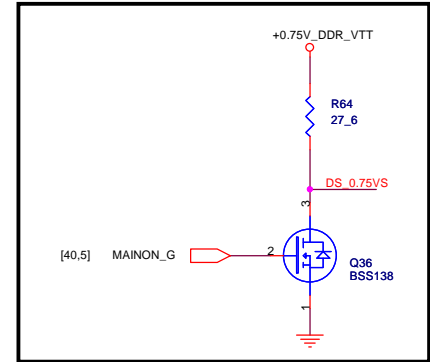 +0.75V_DDR_VTT
R64
27_6
DS_0.75VS
3
[40,5] MAINON_G
2
Q36
BSS138
1